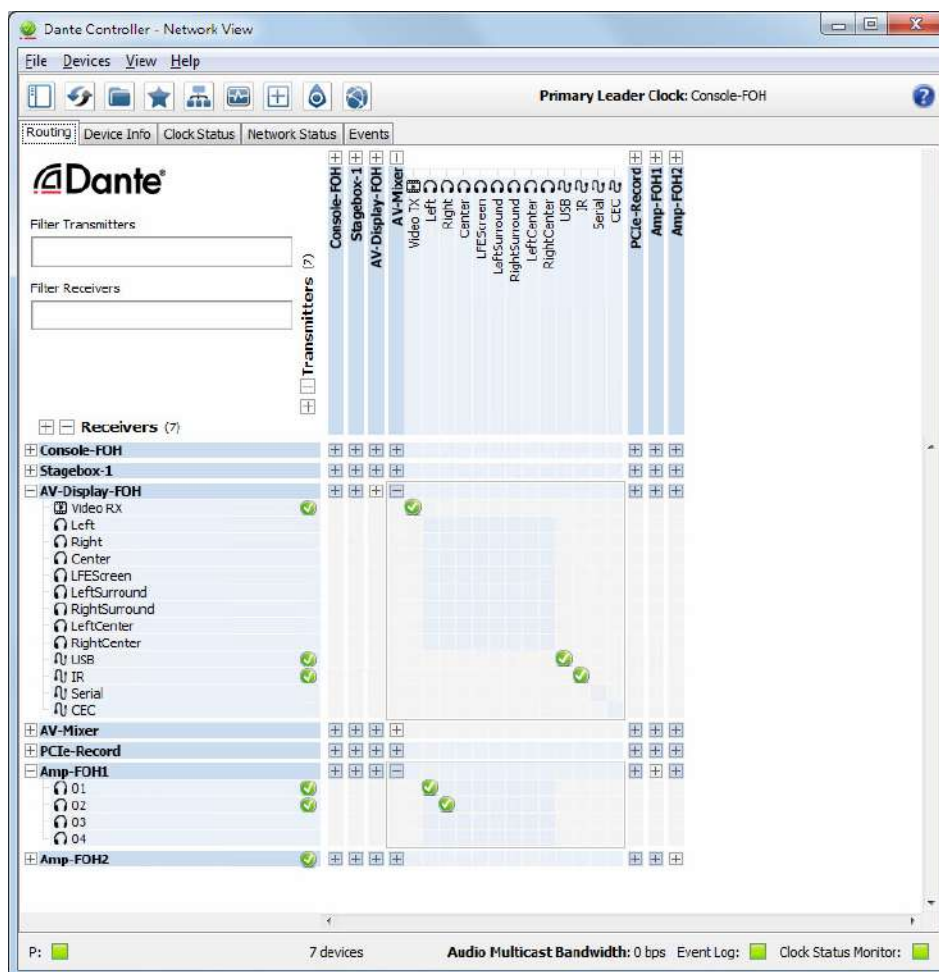 Dante Controller - Network View
File Devices View Help
Primary Leader Clock: Console-FOH
Routing Device Info Clock Status Network Status Events
Dante®
Filter Transmitters
Filter Receivers
Transmitters (7)
Console-FOH
Stagebox-1
AV-Display-FOH
AV-Mixer
Video TX
Left
Right
Center
LFEScreen
LeftSurround
RightSurround
LeftCenter
RightCenter
USB
IR
Serial
CEC
PCIe-Record
Amp-FOH1
Amp-FOH2
Receivers (7)
Console-FOH
Stagebox-1
AV-Display-FOH
Video RX
Left
Right
Center
LFEScreen
LeftSurround
RightSurround
LeftCenter
RightCenter
USB
IR
Serial
CEC
AV-Mixer
PCIe-Record
Amp-FOH1
01
02
03
04
Amp-FOH2
P: 7 devices Audio Multicast Bandwidth: 0 bps Event Log: Clock Status Monitor: